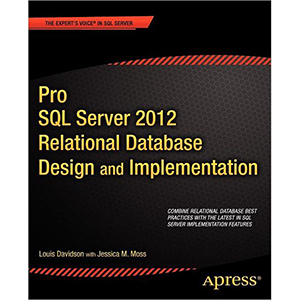 THE EXPERT'S VOICE® IN SQL SERVER
Pro
SQL Server 2012
Relational Database
Design and Implementation
COMBINE RELATIONAL DATABASE BEST
PRACTICES WITH THE LATEST IN SQL
SERVER IMPLEMENTATION FEATURES
Louis Davidson with Jessica M. Moss
Apress®